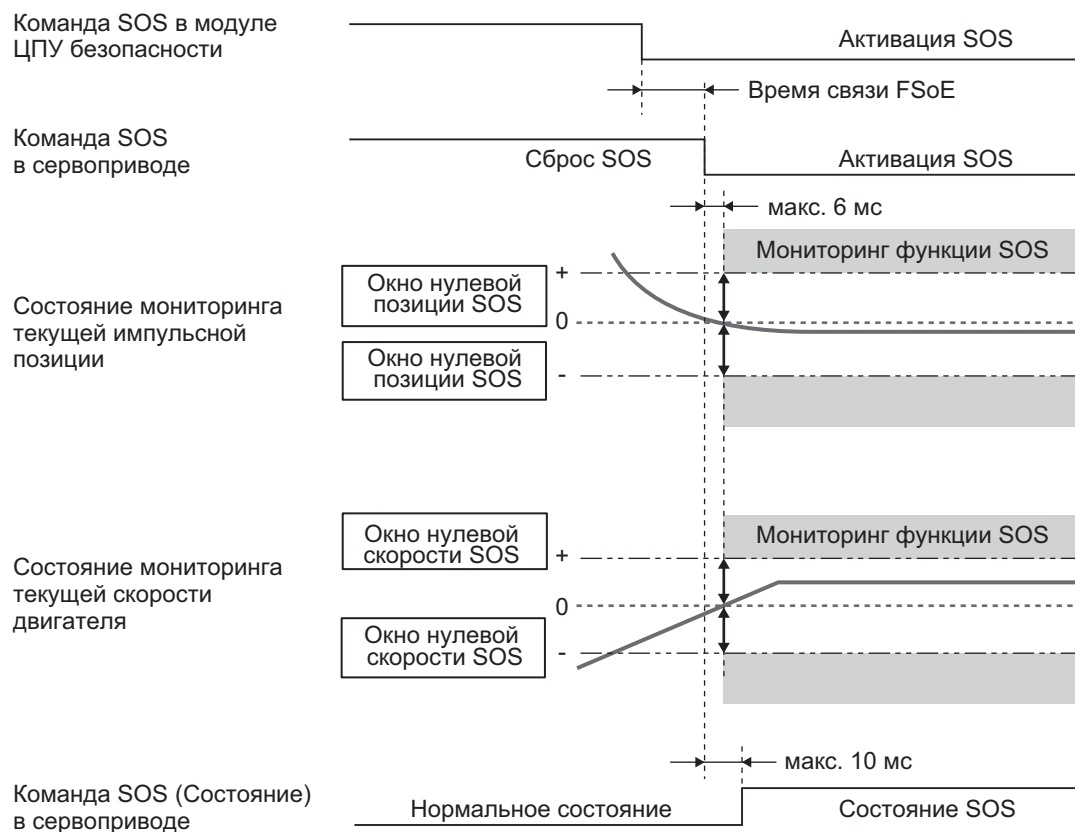 Команда SOS в модуле
ЦПУ безопасности
Активация SOS
Время связи FSoE
Команда SOS
в сервоприводе
Сброс SOS
Активация SOS
макс. 6 мс
Мониторинг функции SOS
Состояние мониторинга
текущей импульсной
позиции
Окно нулевой
позиции SOS
+
0
Окно нулевой
позиции SOS
-
Мониторинг функции SOS
Состояние мониторинга
текущей скорости
двигателя
Окно нулевой
скорости SOS
+
0
Окно нулевой
скорости SOS
-
макс. 10 мс
Команда SOS (Состояние)
в сервоприводе
Нормальное состояние
Состояние SOS